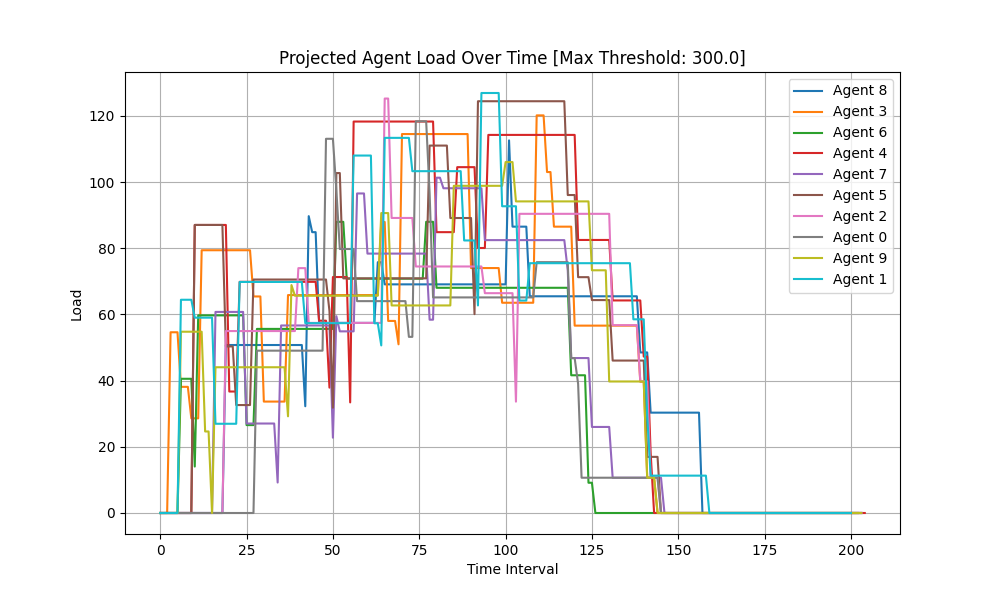 Projected Agent Load Over Time [Max Threshold: 300.0]
Load
120
100
80
60
40
20
0
0 25 50 75 100 125 150 175 200
Time Interval
Agent 8
Agent 3
Agent 6
Agent 4
Agent 7
Agent 5
Agent 2
Agent 0
Agent 9
Agent 1